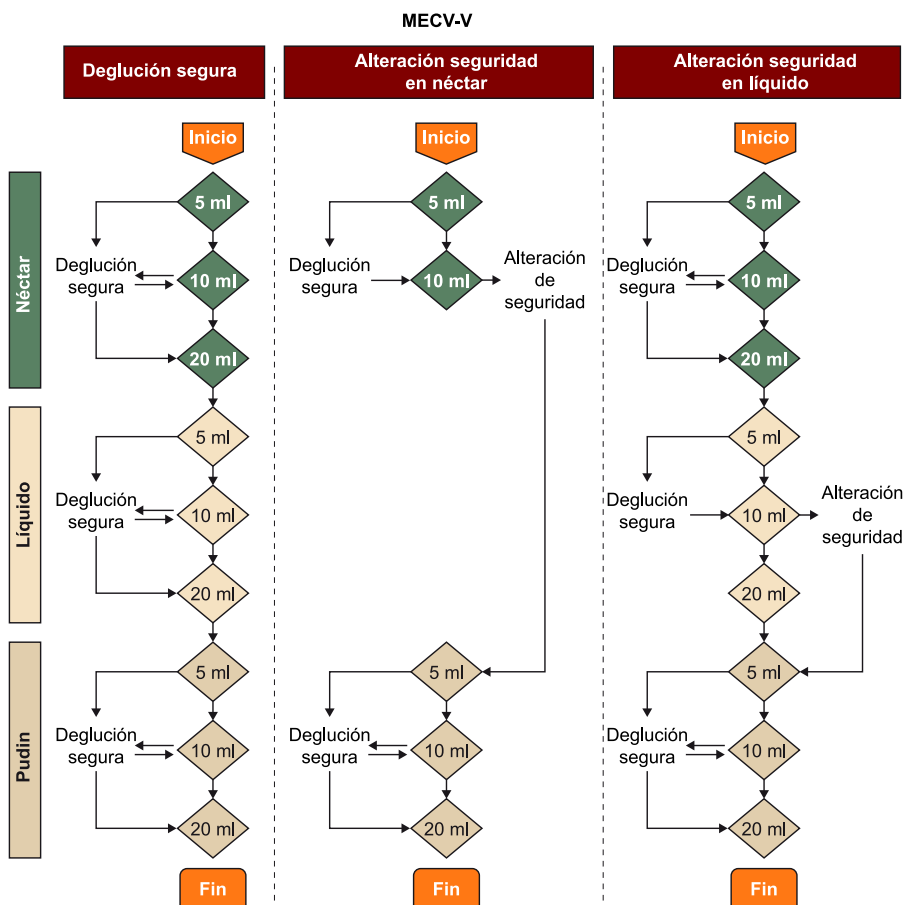 MECV-V
Deglución segura
Alteración seguridad
en néctar
Alteración seguridad
en líquido
Néctar
Líquido
Pudin
Inicio
5 ml
Deglución
segura
10 ml
20 ml
5 ml
Deglución
segura
10 ml
20 ml
5 ml
Deglución
segura
10 ml
20 ml
Fin
Inicio
5 ml
Deglución
segura
10 ml
Alteración
de
seguridad
5 ml
Deglución
segura
10 ml
20 ml
Fin
Inicio
5 ml
Deglución
segura
10 ml
20 ml
5 ml
Deglución
segura
10 ml
Alteración
de
seguridad
20 ml
5 ml
Deglución
segura
10 ml
20 ml
Fin